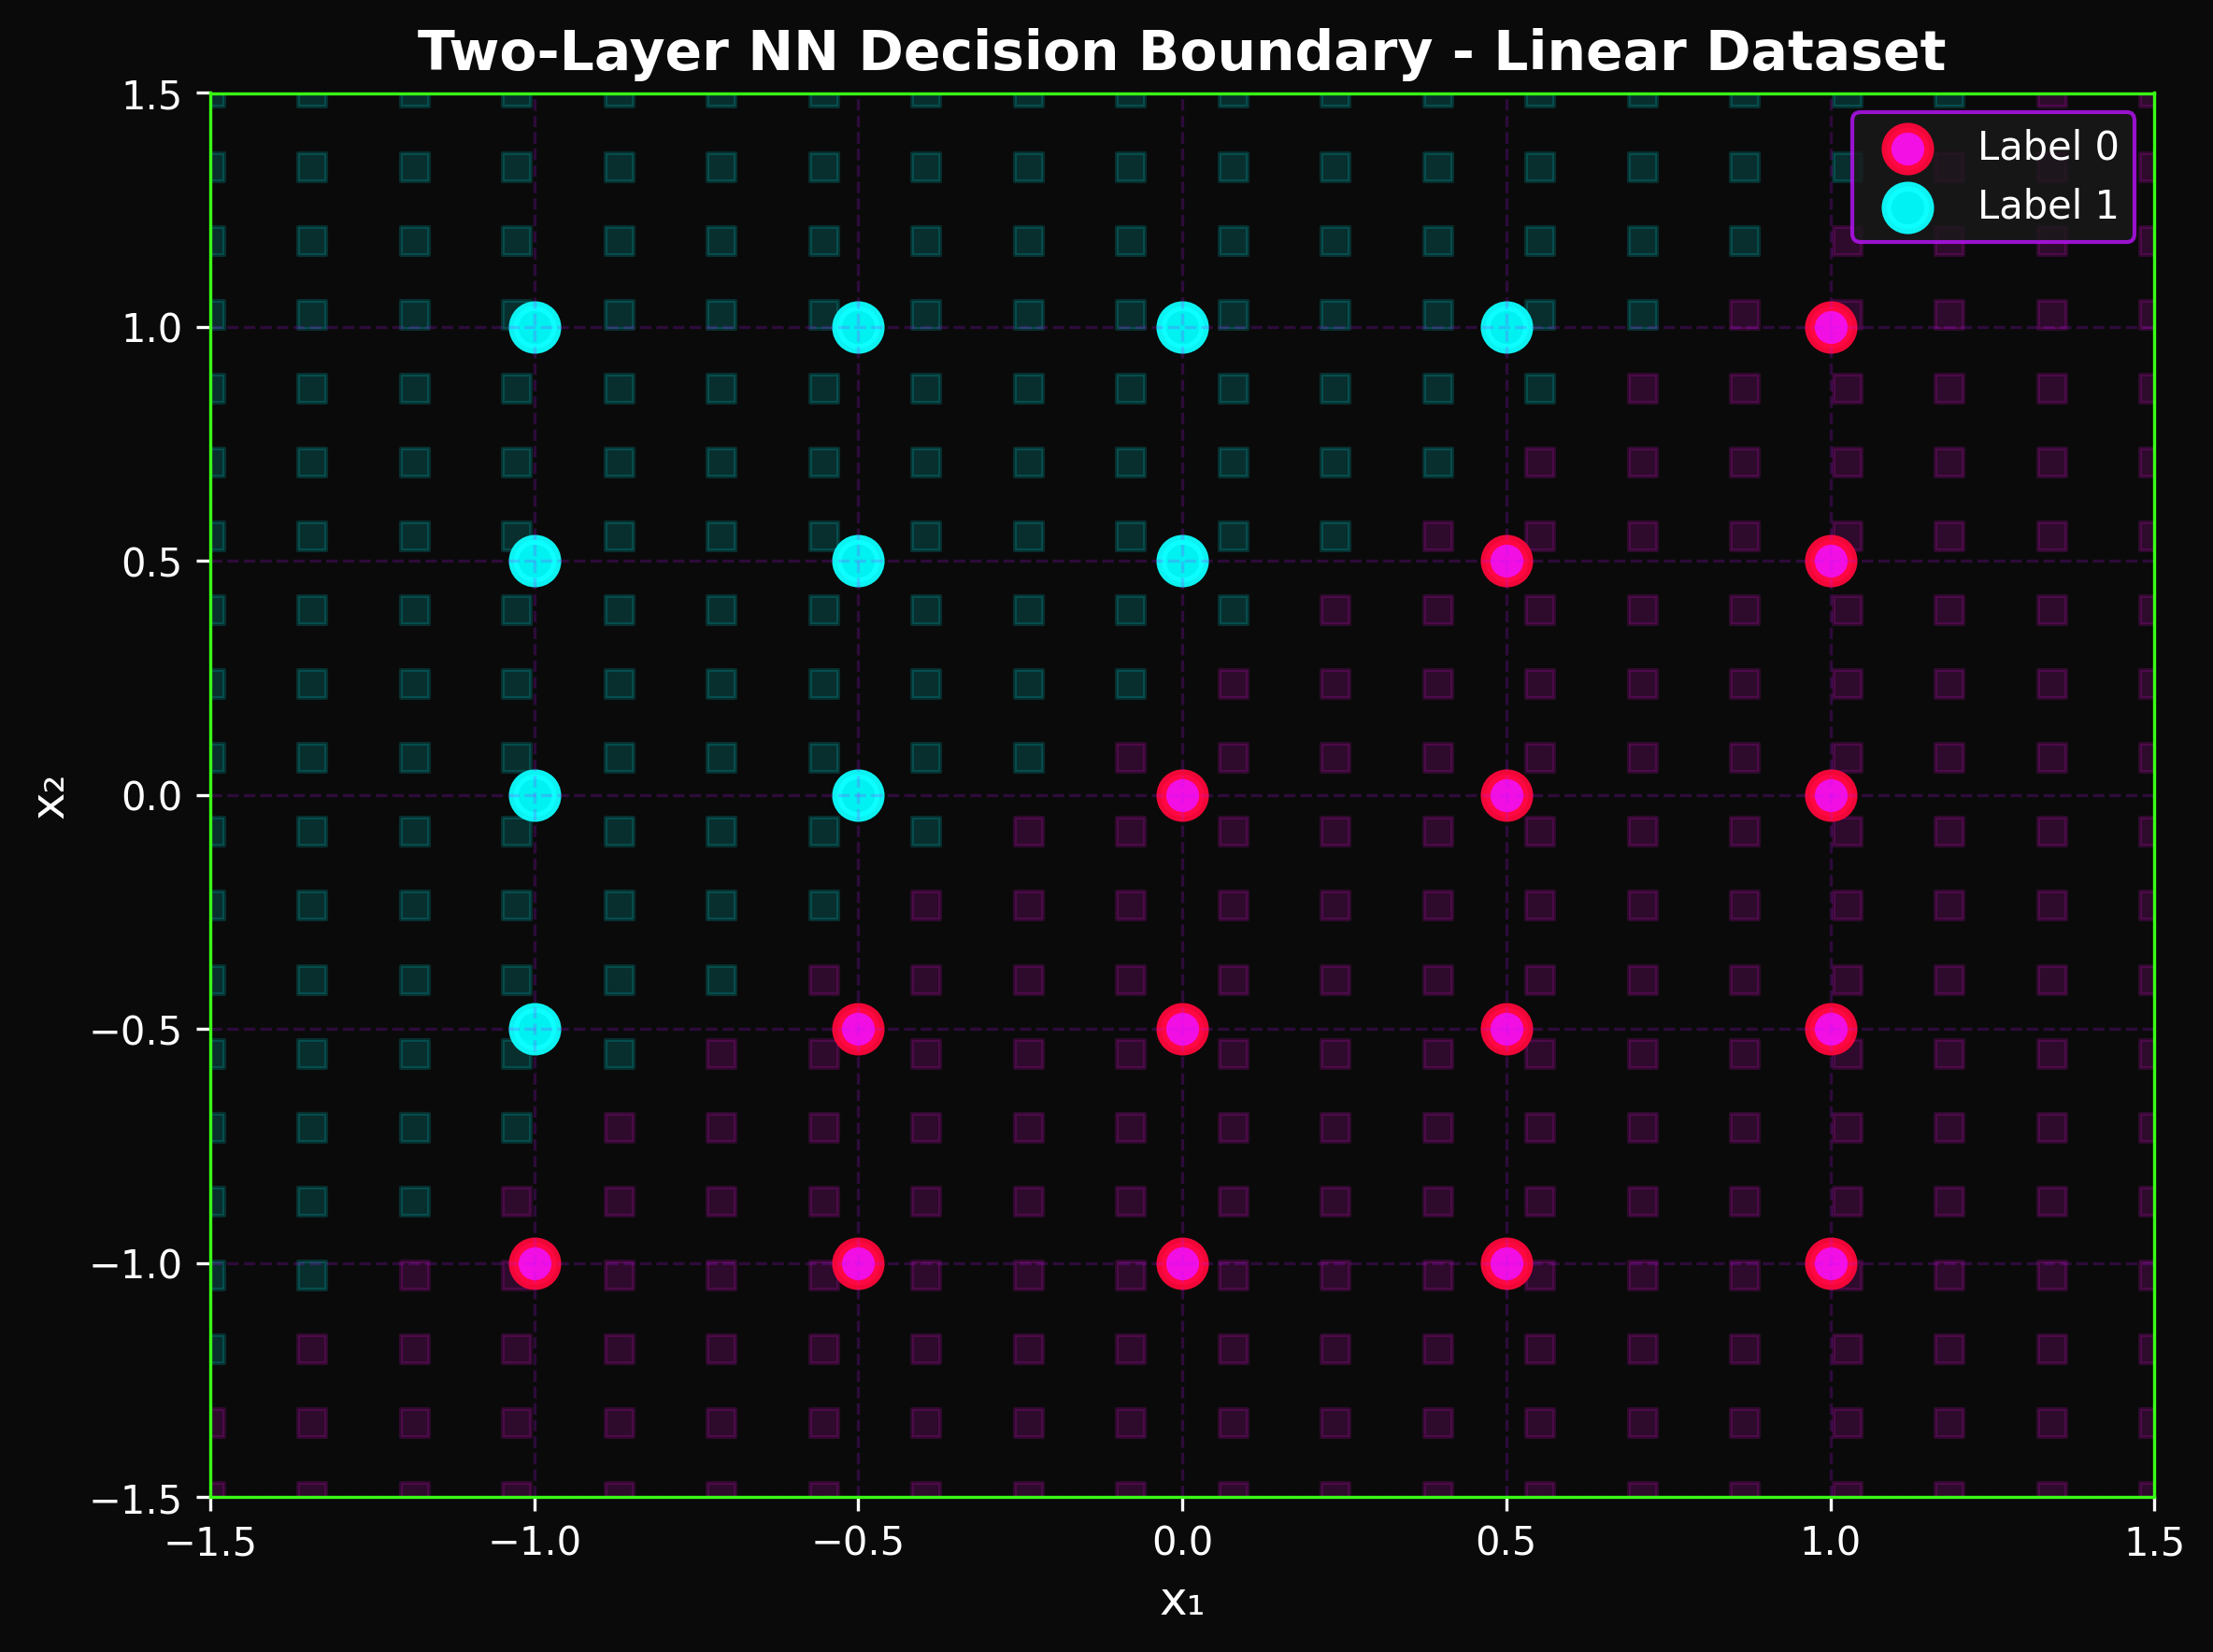 Two-Layer NN Decision Boundary - Linear Dataset
Label 0
Label 1
1.5
1.0
0.5
0.0
−0.5
−1.0
−1.5
x₂
−1.5 −1.0 −0.5 0.0 0.5 1.0 1.5
x₁